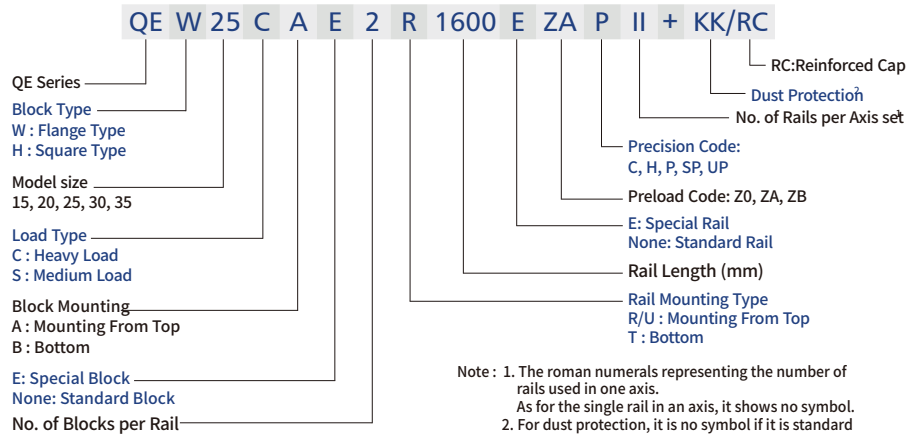 QE W 25 C A E 2 R 1600 E ZA P II + KK/RC
QE Series
Block Type
W : Flange Type
H : Square Type
Model size
15, 20, 25, 30, 35
Load Type
C : Heavy Load
S : Medium Load
Block Mounting
A : Mounting From Top
B : Bottom
E: Special Block
None: Standard Block
No. of Blocks per Rail
RC:Reinforced Cap
Dust Protection2
No. of Rails per Axis set1
Precision Code:
C, H, P, SP, UP
Preload Code: Z0, ZA, ZB
E: Special Rail
None: Standard Rail
Rail Length (mm)
Rail Mounting Type
R/U : Mounting From Top
T : Bottom
Note : 1. The roman numerals representing the number of
rails used in one axis.
As for the single rail in an axis, it shows no symbol.
2. For dust protection, it is no symbol if it is standard